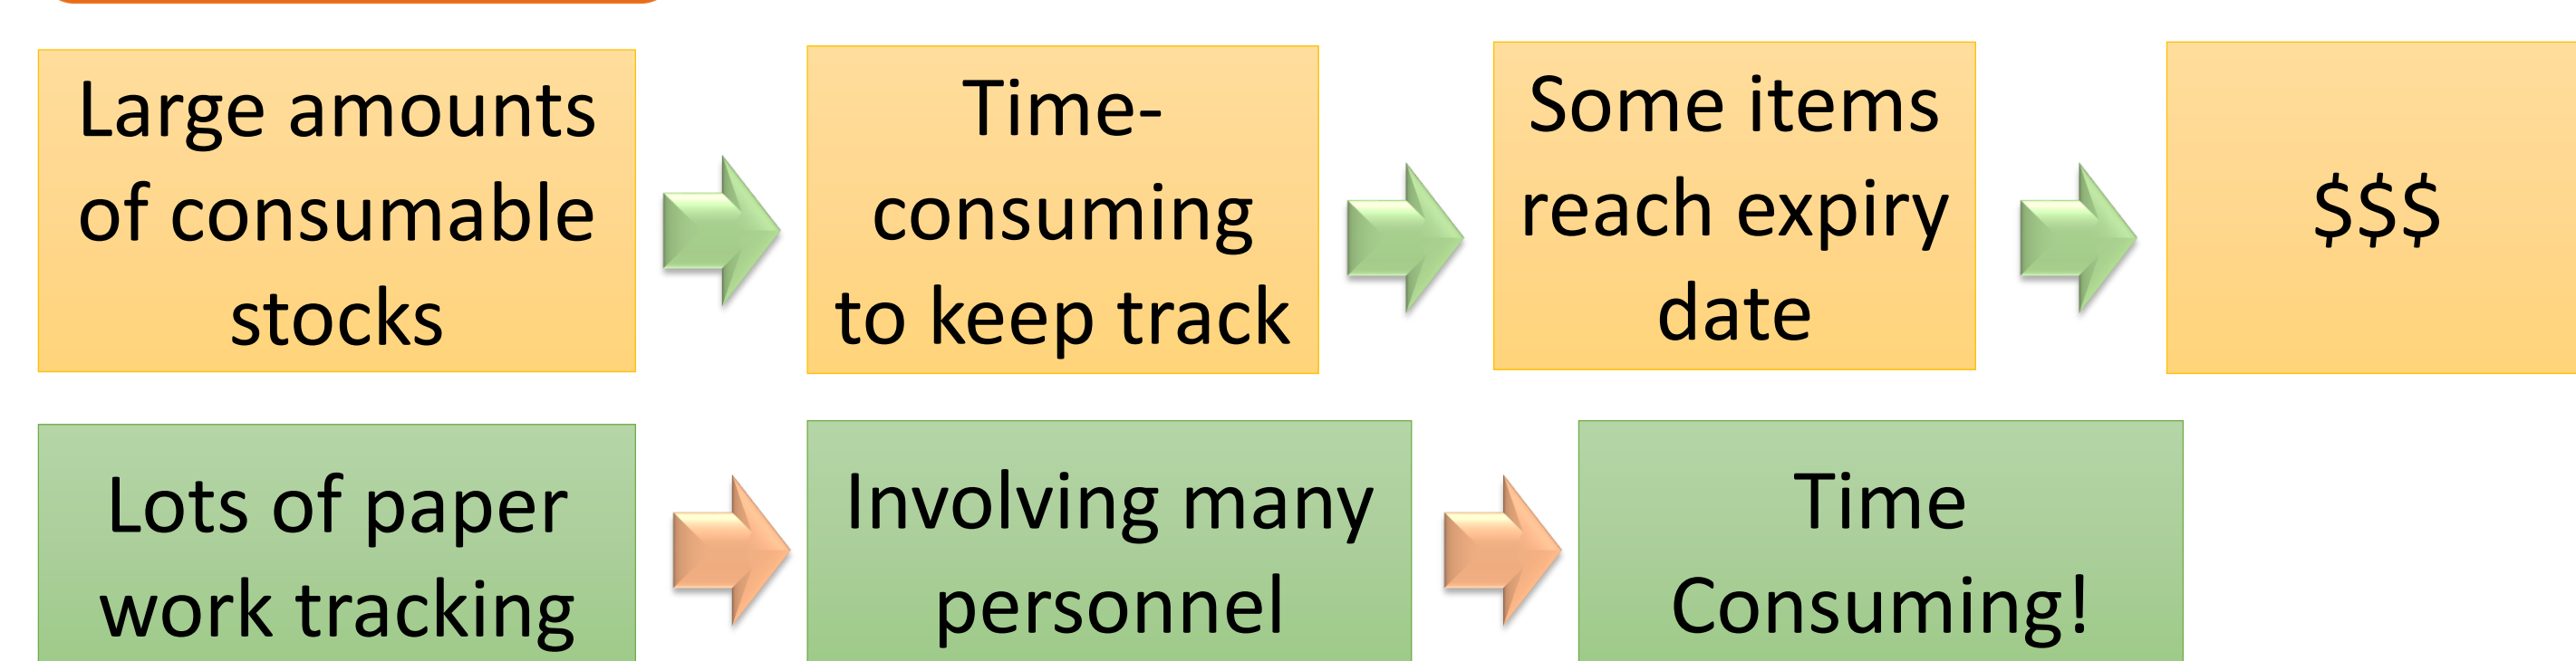 Large amounts
of consumable
stocks
Time-
consuming
to keep track
Some items
reach expiry
date
$$$
Lots of paper
work tracking
Involving many
personnel
Time
Consuming!